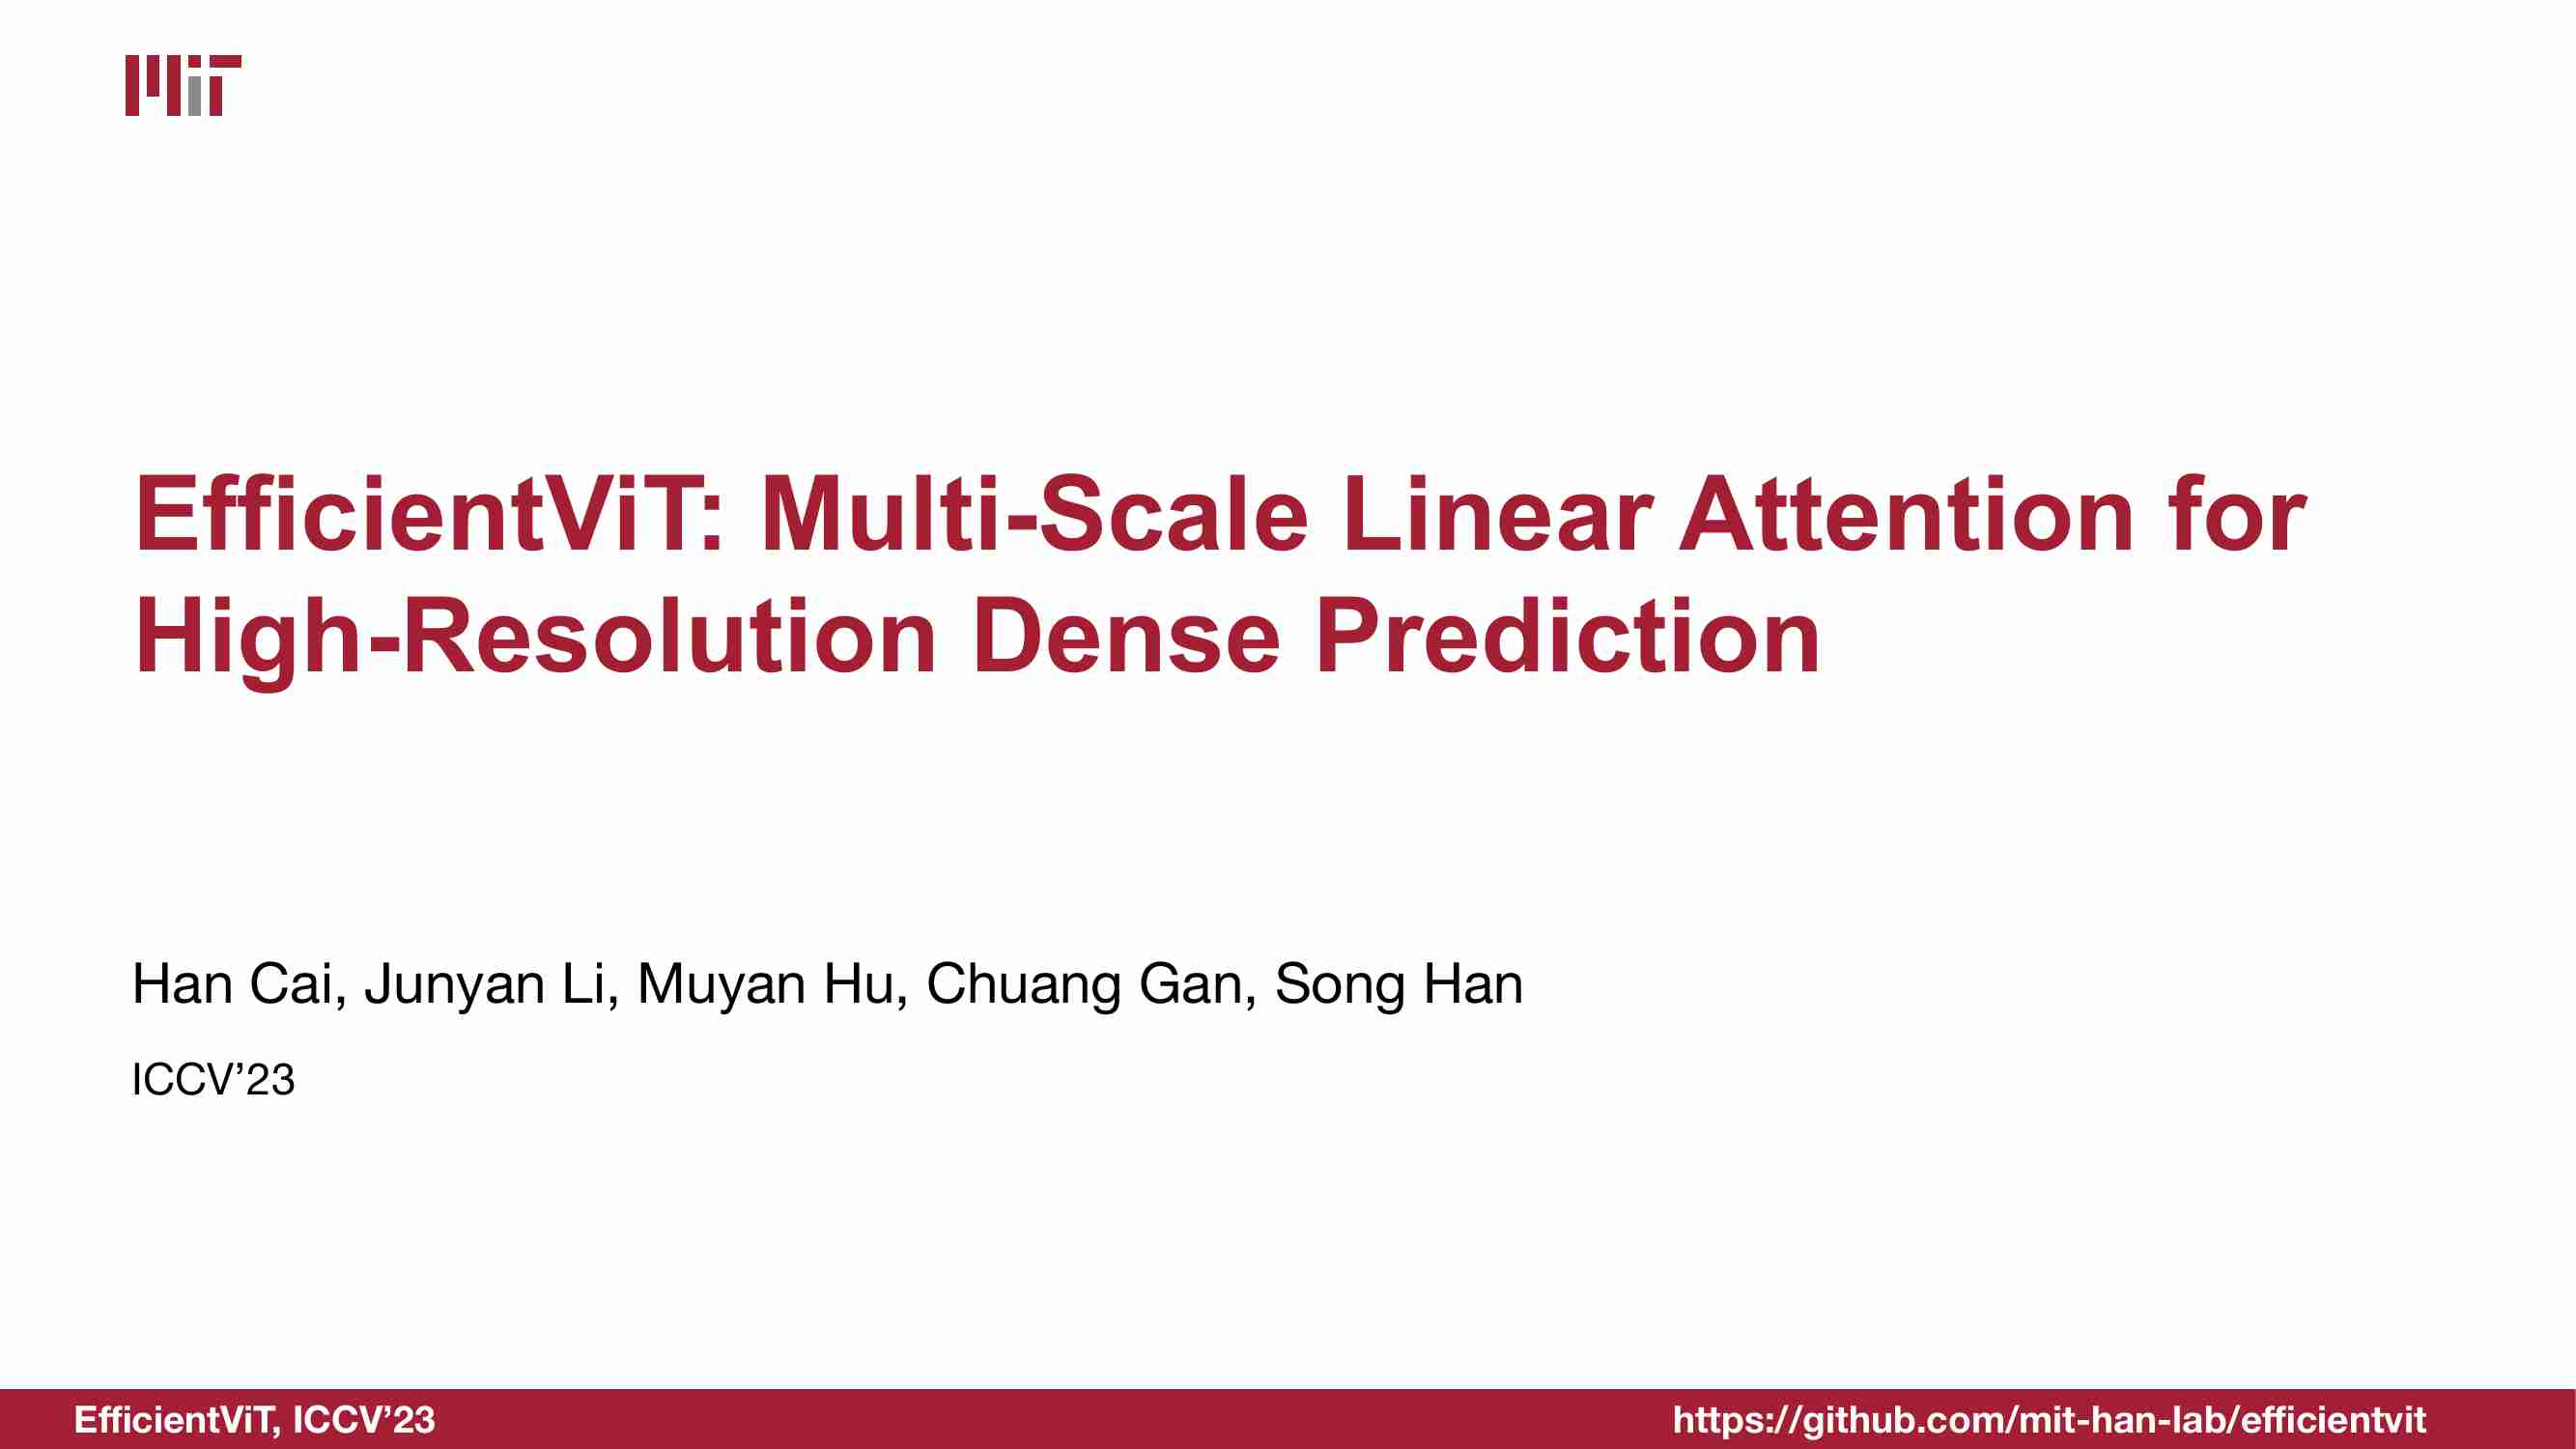 MIT
EfficientViT: Multi-Scale Linear Attention for
High-Resolution Dense Prediction
Han Cai, Junyan Li, Muyan Hu, Chuang Gan, Song Han
ICCV’23
EfficientViT, ICCV’23
https://github.com/mit-han-lab/efficientvit